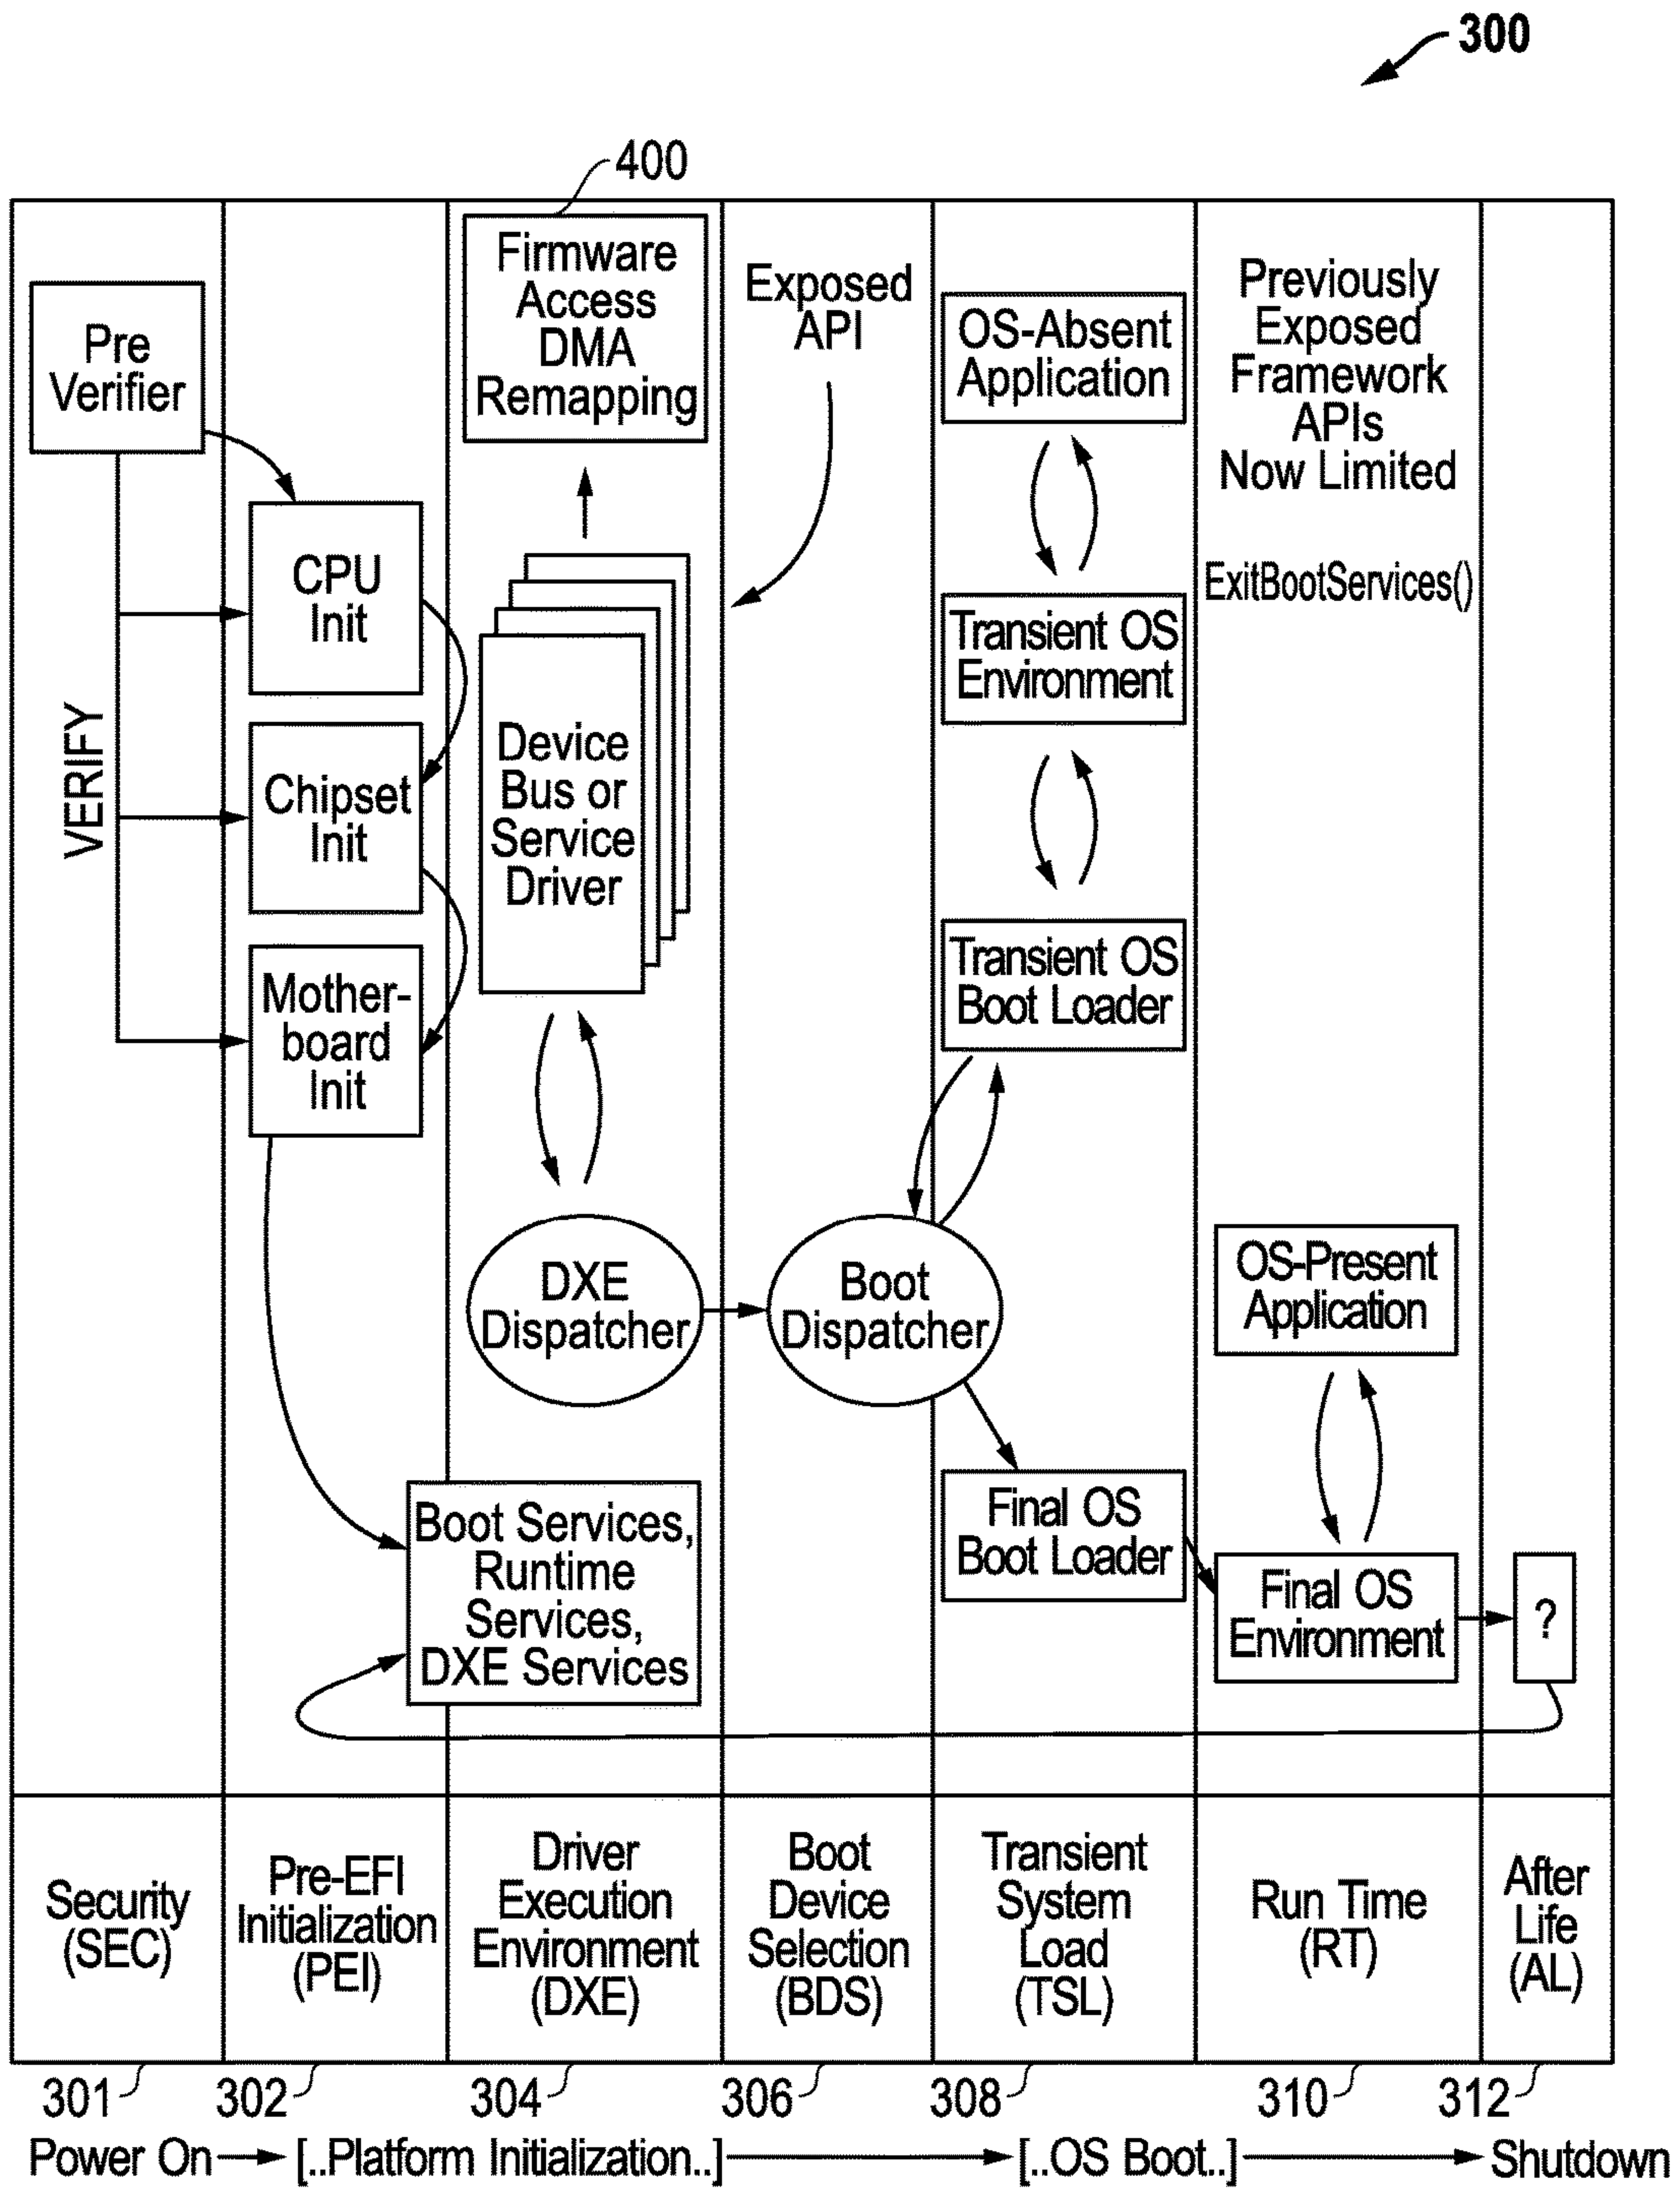 300
400
Firmware
Access
DMA
Remapping
Pre
Verifier
Exposed
API
OS-Absent
Application
Previously
Exposed
Framework
APIs
Now Limited
CPU
Init
ExitBootServices()
Transient OS
Environment
VERIFY
Chipset
Init
Device
Bus or
Service
Driver
Transient OS
Boot Loader
Mother-
board
Init
DXE
Dispatcher
Boot
Dispatcher
OS-Present
Application
Boot Services,
Runtime
Services,
DXE Services
Final OS
Boot Loader
Final OS
Environment
?
Security
(SEC)
Pre-EFI
Initialization
(PEI)
Driver
Execution
Environment
(DXE)
Boot
Device
Selection
(BDS)
Transient
System
Load
(TSL)
Run Time
(RT)
After
Life
(AL)
301
302
304
306
308
310
312
Power On
[..Platform Initialization..]
[..OS Boot..]
Shutdown